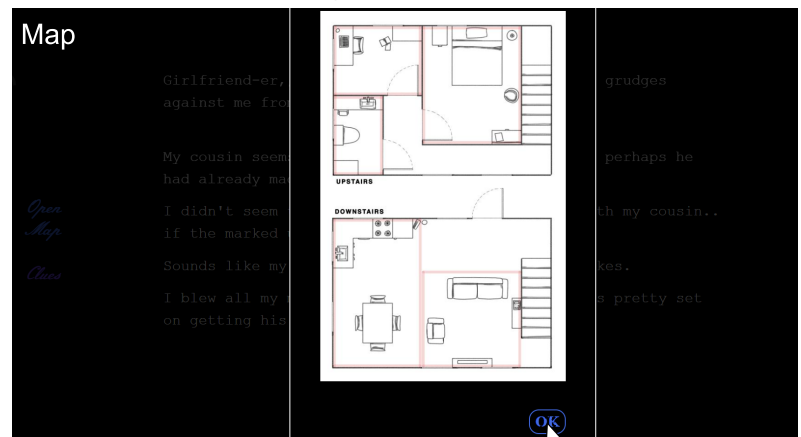 Map
Girlfriend-er, grudges
against me from
My cousin seem perhaps he
had already ma
Open
Map
I didn't seem th my cousin..
if the marked
Clues
Sounds like my kes.
I blew all my s pretty set
on getting his
UPSTAIRS
DOWNSTAIRS
OK